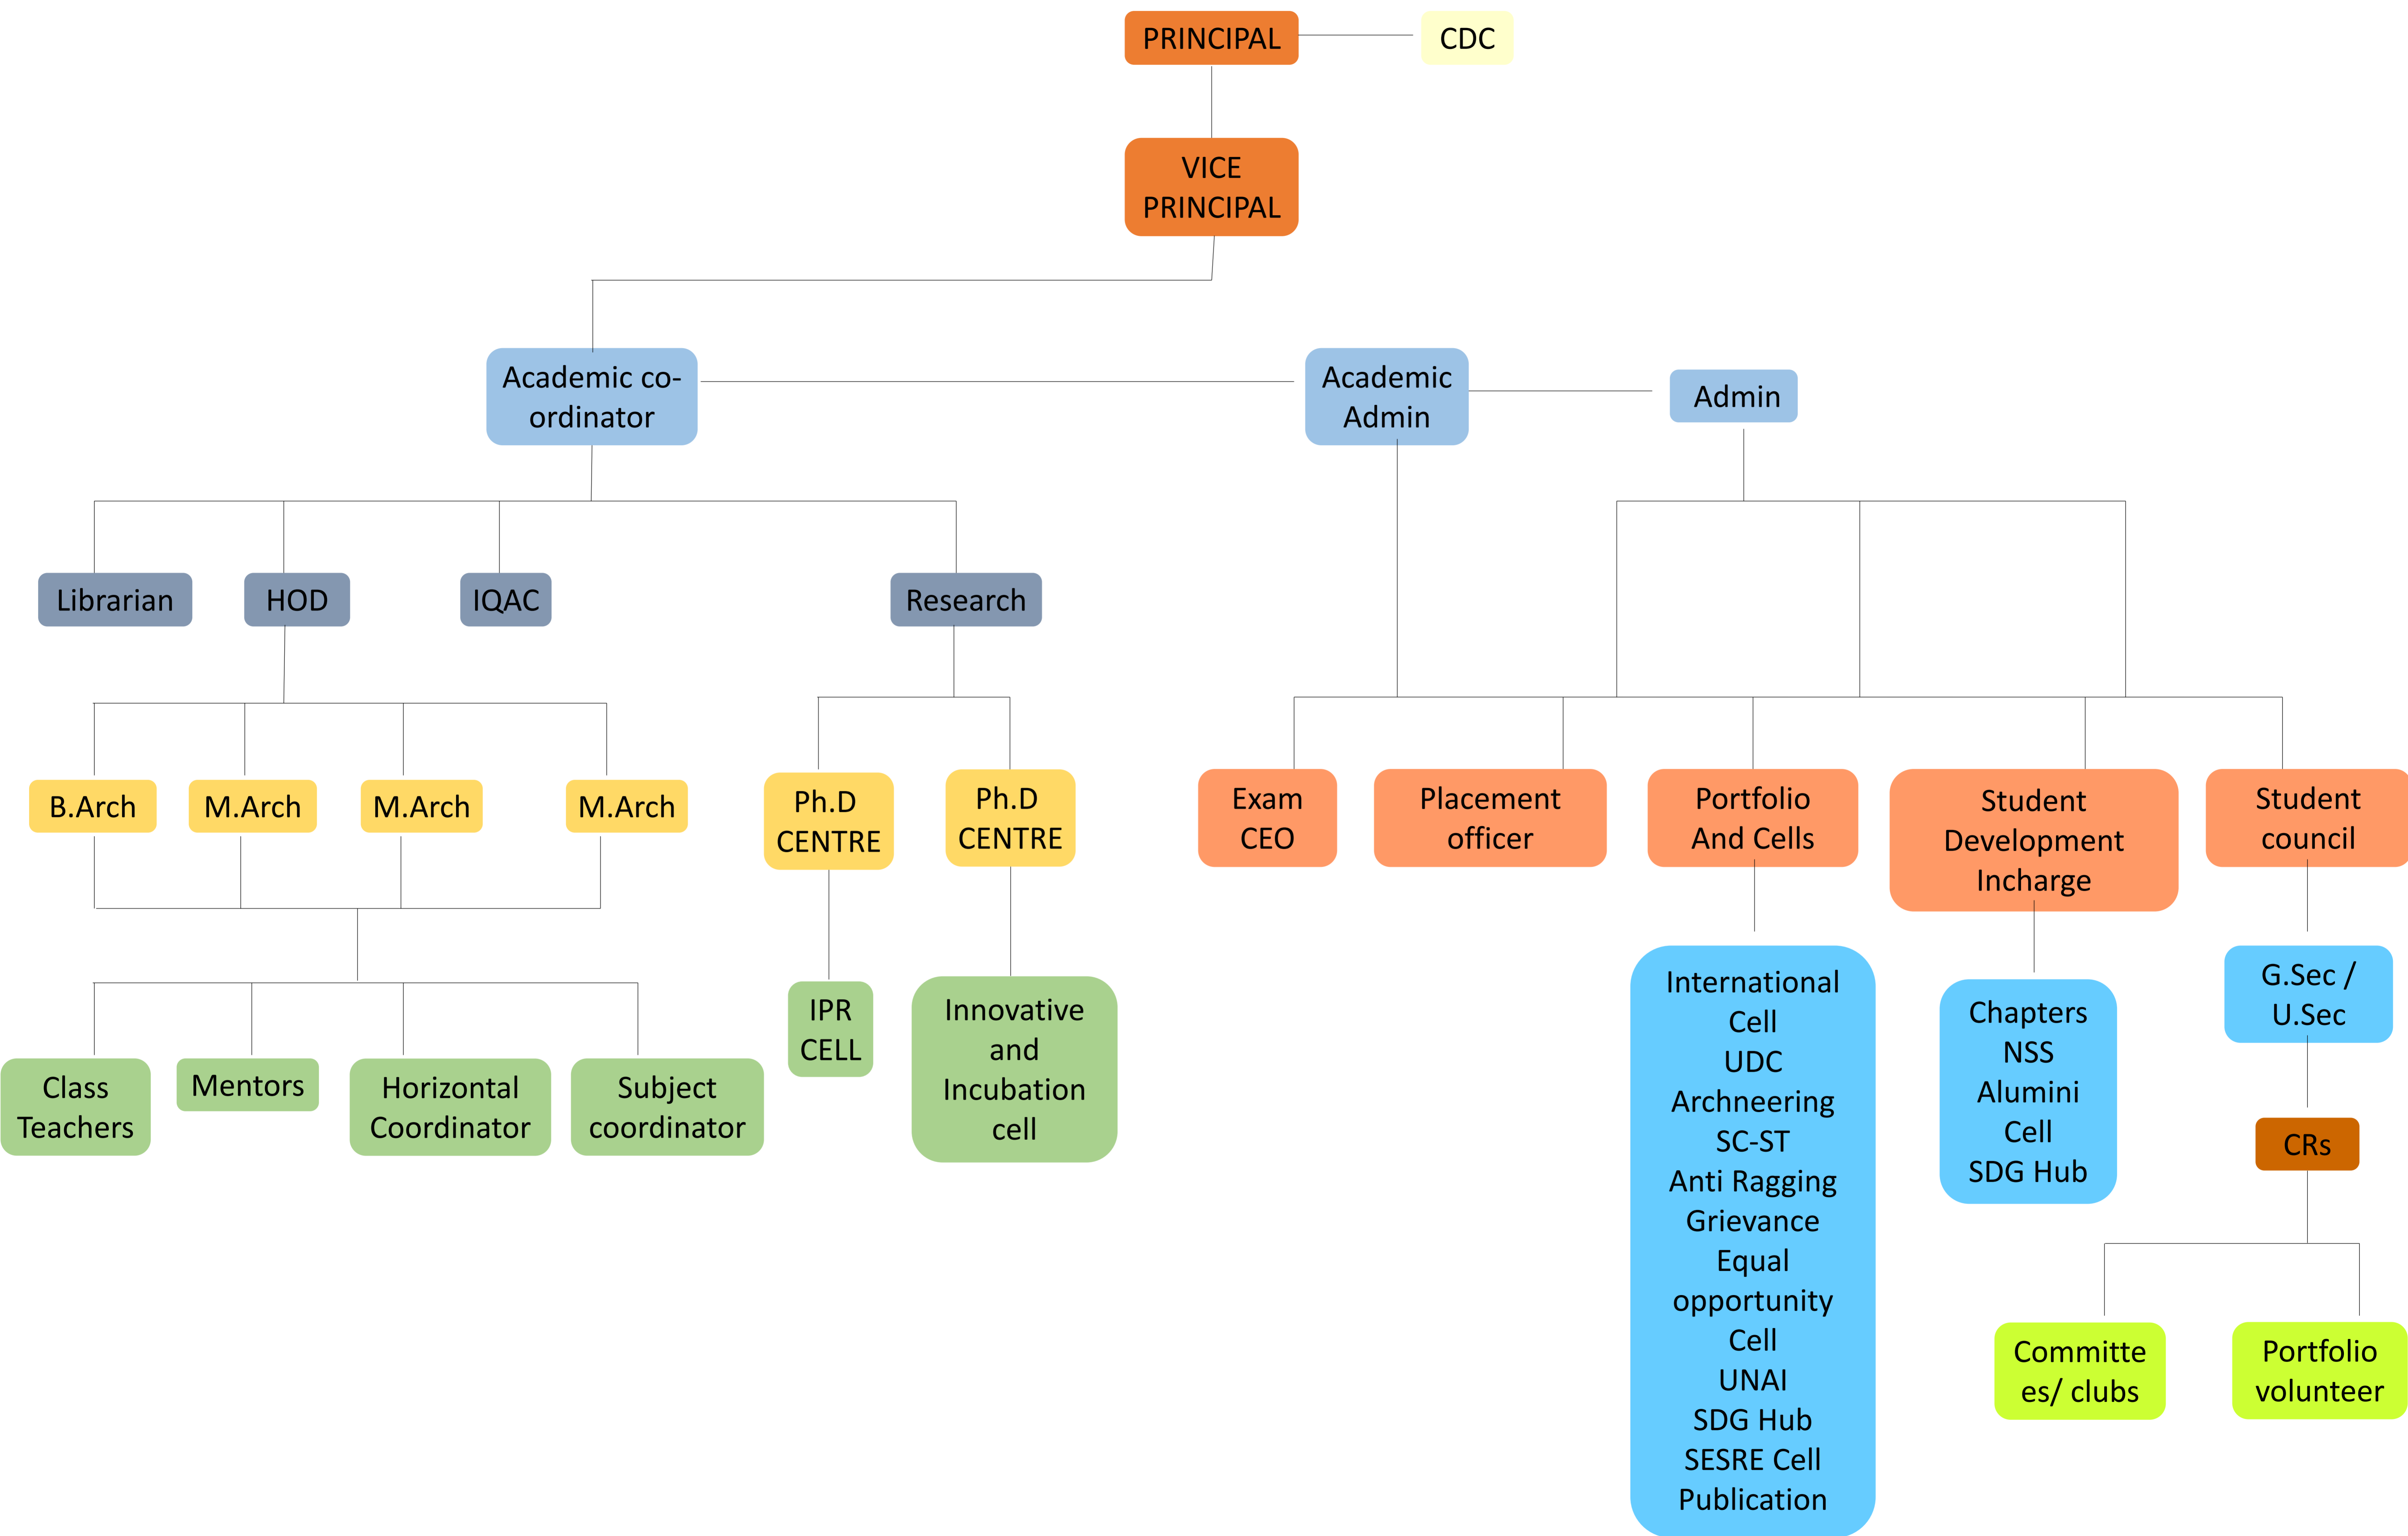 PRINCIPAL
CDC
VICE
PRINCIPAL
Academic co-
ordinator
Academic
Admin
Admin
Librarian
HOD
IQAC
Research
B.Arch
M.Arch
M.Arch
M.Arch
Ph.D
CENTRE
Ph.D
CENTRE
Exam
CEO
Placement
officer
Portfolio
And Cells
Student
Development
Incharge
Student
council
Class
Teachers
Mentors
Horizontal
Coordinator
Subject
coordinator
IPR
CELL
Innovative
and
Incubation
cell
International
Cell
UDC
Archneering
SC-ST
Anti Ragging
Grievance
Equal
opportunity
Cell
UNAI
SDG Hub
SESRE Cell
Publication
Chapters
NSS
Alumini
Cell
SDG Hub
G.Sec /
U.Sec
CRs
Committe
es/ clubs
Portfolio
volunteer